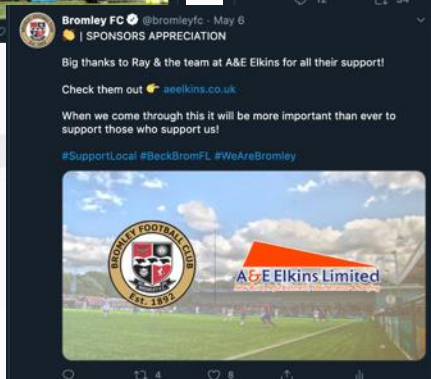 12
34
Bromley FC @bromleyfc · May 6
| SPONSORS APPRECIATION
Big thanks to Ray & the team at A&E Elkins for all their support!
Check them out 👉 aeelkins.co.uk
When we come through this it will be more important than ever to
support those who support us!
#SupportLocal #BeckBromFL #WeAreBromley
BROMLEY FOOTBALL CLUB
Est. 1892
A&E Elkins Limited
4
8